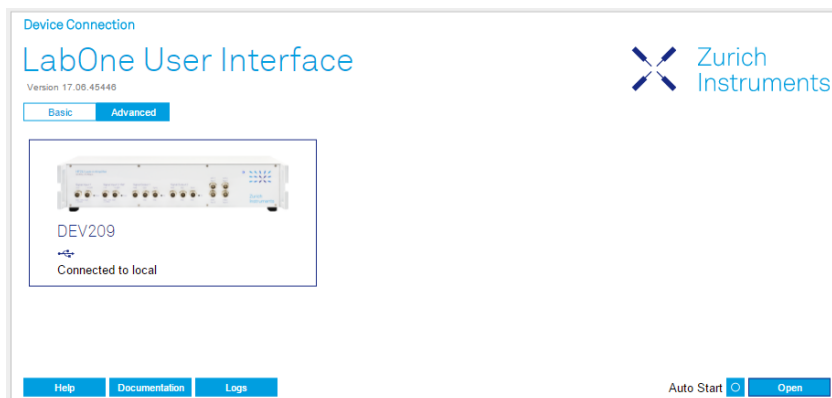 Device Connection
LabOne User Interface
Zurich
Instruments
Version 17.06.45446
Basic
Advanced
DEV209
Connected to local
Help
Documentation
Logs
Auto Start
Open